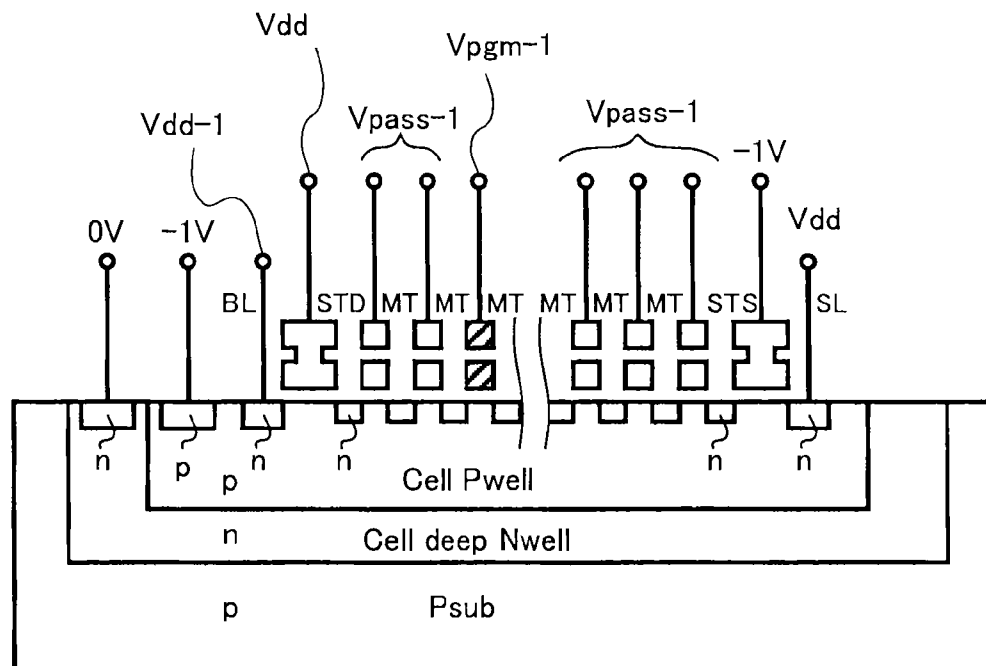 Vdd
Vpgm-1
Vpass-1
Vpass-1
Vdd-1
-1V
Vdd
0V
-1V
BL
STD
MT
MT
MT
MT
MT
MT
STS
SL
n
p
n
n
n
n
p
Cell Pwell
n
Cell deep Nwell
p
Psub